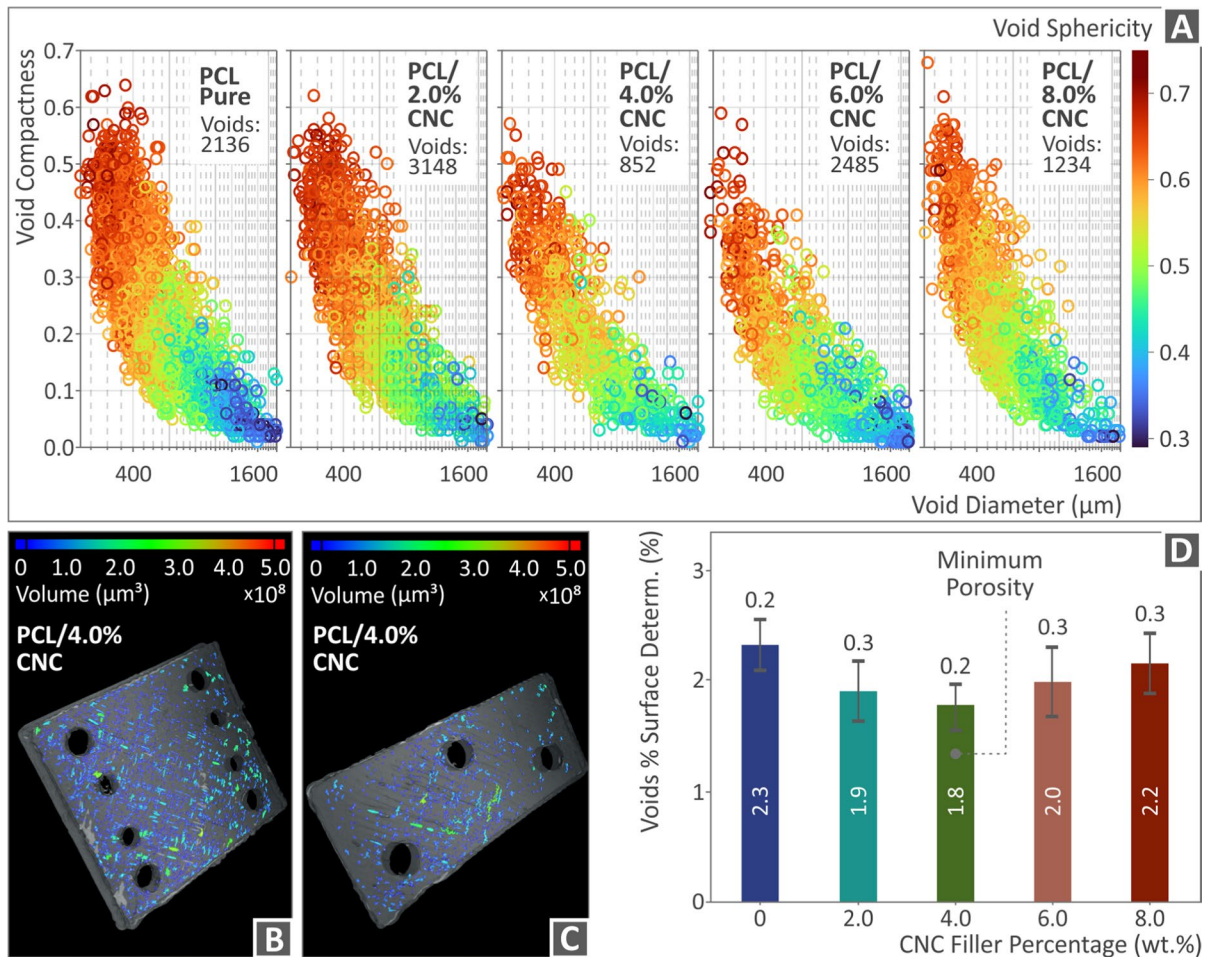 Void Sphericity
A
Void Compactness
0.7
0.6
0.5
0.4
0.3
0.2
0.1
0.0
PCL
Pure
Voids:
2136
PCL/
2.0%
CNC
Voids:
3148
PCL/
4.0%
CNC
Voids:
852
PCL/
6.0%
CNC
Voids:
2485
PCL/
8.0%
CNC
Voids:
1234
0.7
0.6
0.5
0.4
0.3
400 1600
400 1600
400 1600
400 1600
400 1600
Void Diameter (µm)
0 1.0 2.0 3.0 4.0 5.0
Volume (µm³) ×10⁸
PCL/4.0%
CNC
B
0 1.0 2.0 3.0 4.0 5.0
Volume (µm³) ×10⁸
PCL/4.0%
CNC
C
D
Voids % Surface Determ. (%)
3
2
1
0
Minimum
Porosity
0.2
0.3
0.2
0.3
0.3
2.3
1.9
1.8
2.0
2.2
0 2.0 4.0 6.0 8.0
CNC Filler Percentage (wt.%)